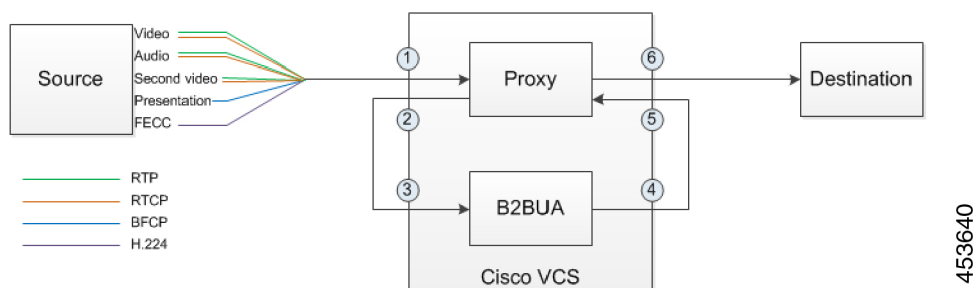 Source
Video
Audio
Second video
Presentation
FECC
1
2
3
Proxy
B2BUA
Cisco VCS
6
5
4
Destination
RTP
RTCP
BFCP
H.224
453640